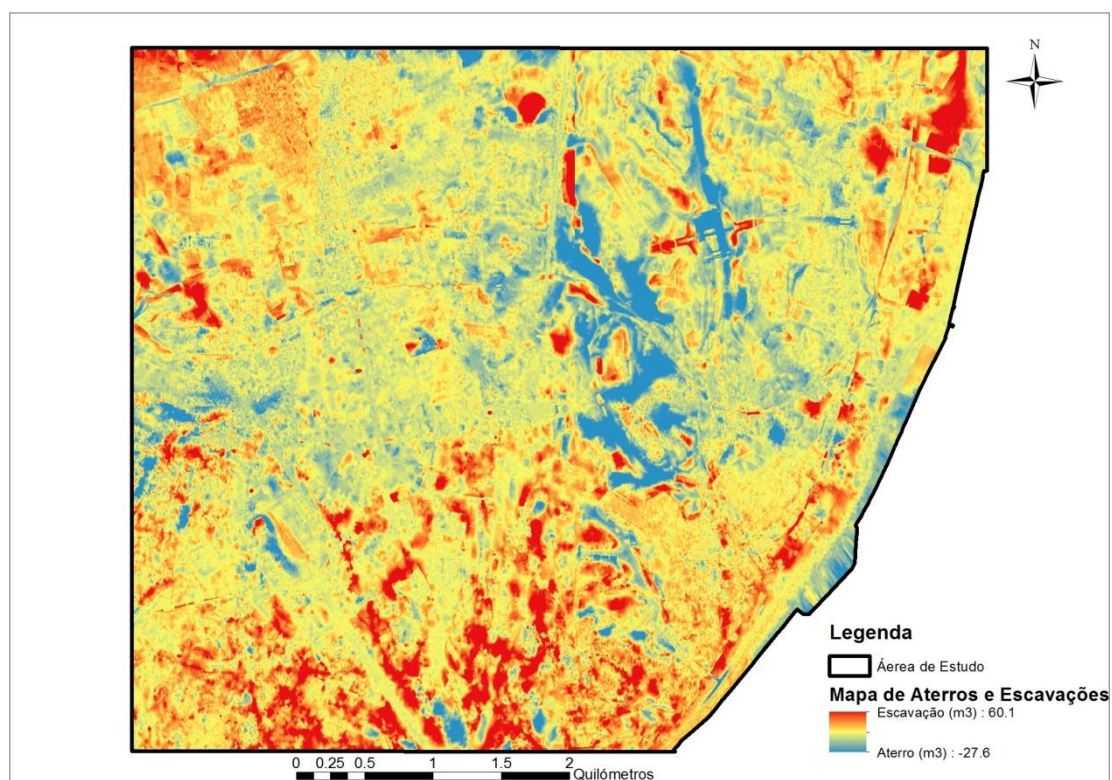 N
Legenda
Áerea de Estudo
Mapa de Aterros e Escavações
Escavação (m3) : 60.1
Aterro (m3) : -27.6
0 0.25 0.5 1 1.5 2
Quilómetros